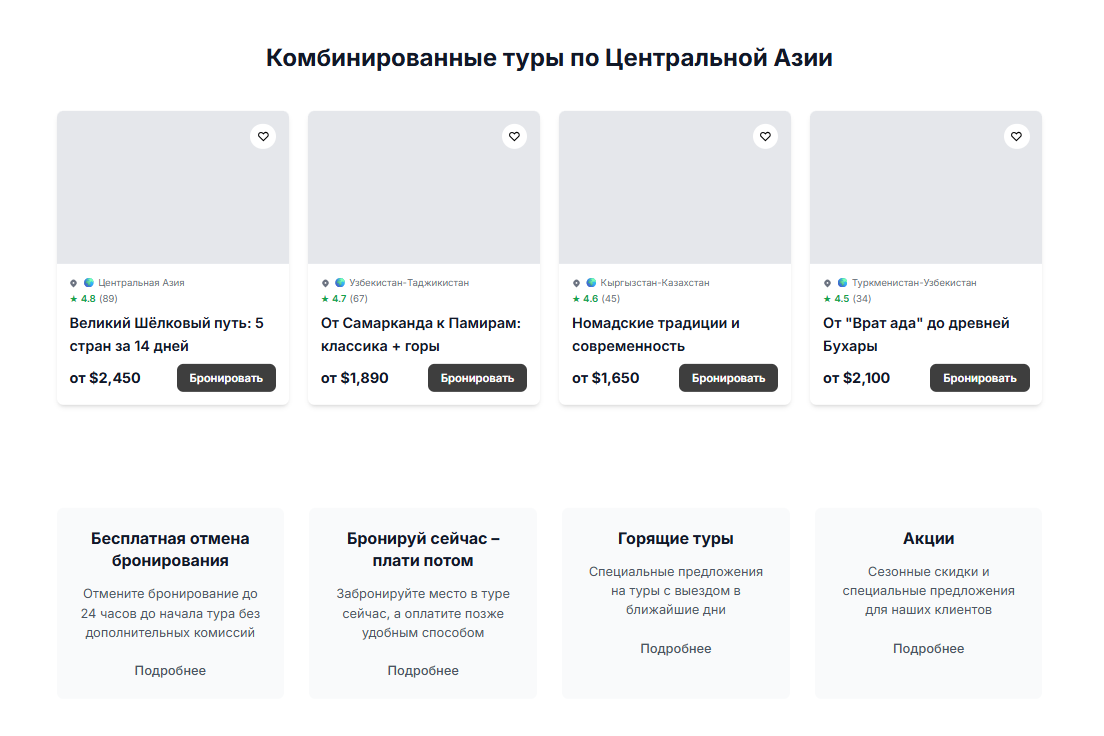 Комбинированные туры по Центральной Азии
Центральная Азия
★ 4.8 (89)
Великий Шёлковый путь: 5
стран за 14 дней
от $2,450
Бронировать
Узбекистан-Таджикистан
★ 4.7 (67)
От Самарканда к Памирам:
классика + горы
от $1,890
Бронировать
Кыргызстан-Казахстан
★ 4.6 (45)
Номадские традиции и
современность
от $1,650
Бронировать
Туркменистан-Узбекистан
★ 4.5 (34)
От "Врат ада" до древней
Бухары
от $2,100
Бронировать
Бесплатная отмена
бронирования
Отмените бронирование до
24 часов до начала тура без
дополнительных комиссий
Подробнее
Бронируй сейчас –
плати потом
Забронируйте место в туре
сейчас, а оплатите позже
удобным способом
Подробнее
Горящие туры
Специальные предложения
на туры с выездом в
ближайшие дни
Подробнее
Акции
Сезонные скидки и
специальные предложения
для наших клиентов
Подробнее